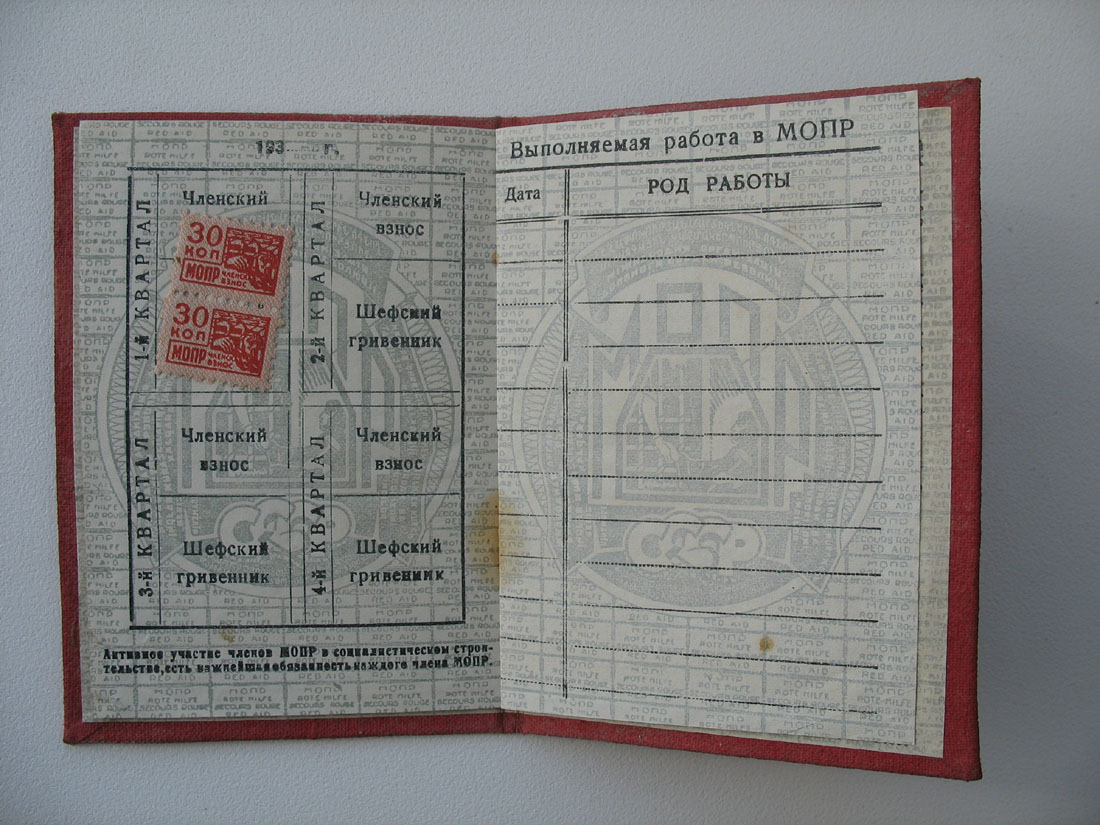 193 г.
1-й КВАРТАЛ
Членский
30
КОП
МОПР ЧЛЕНСК
ВЗНОС
30
КОП
МОПР ЧЛЕНСК
ВЗНОС
2-й КВАРТАЛ
Членский
взнос
Шефский
гривенник
3-й КВАРТАЛ
Членский
взнос
Шефский
гривенник
4-й КВАРТАЛ
Членский
взнос
Шефский
гривенник
Активное участие членов МОПР в социалистическом строи-
тельстве, есть важнейшая обязанность каждого члена МОПР.
Выполняемая работа в МОПР
Дата
РОД РАБОТЫ
МОПР
ROTE HILFE
SECOURS ROUGE
RED AID
СССР